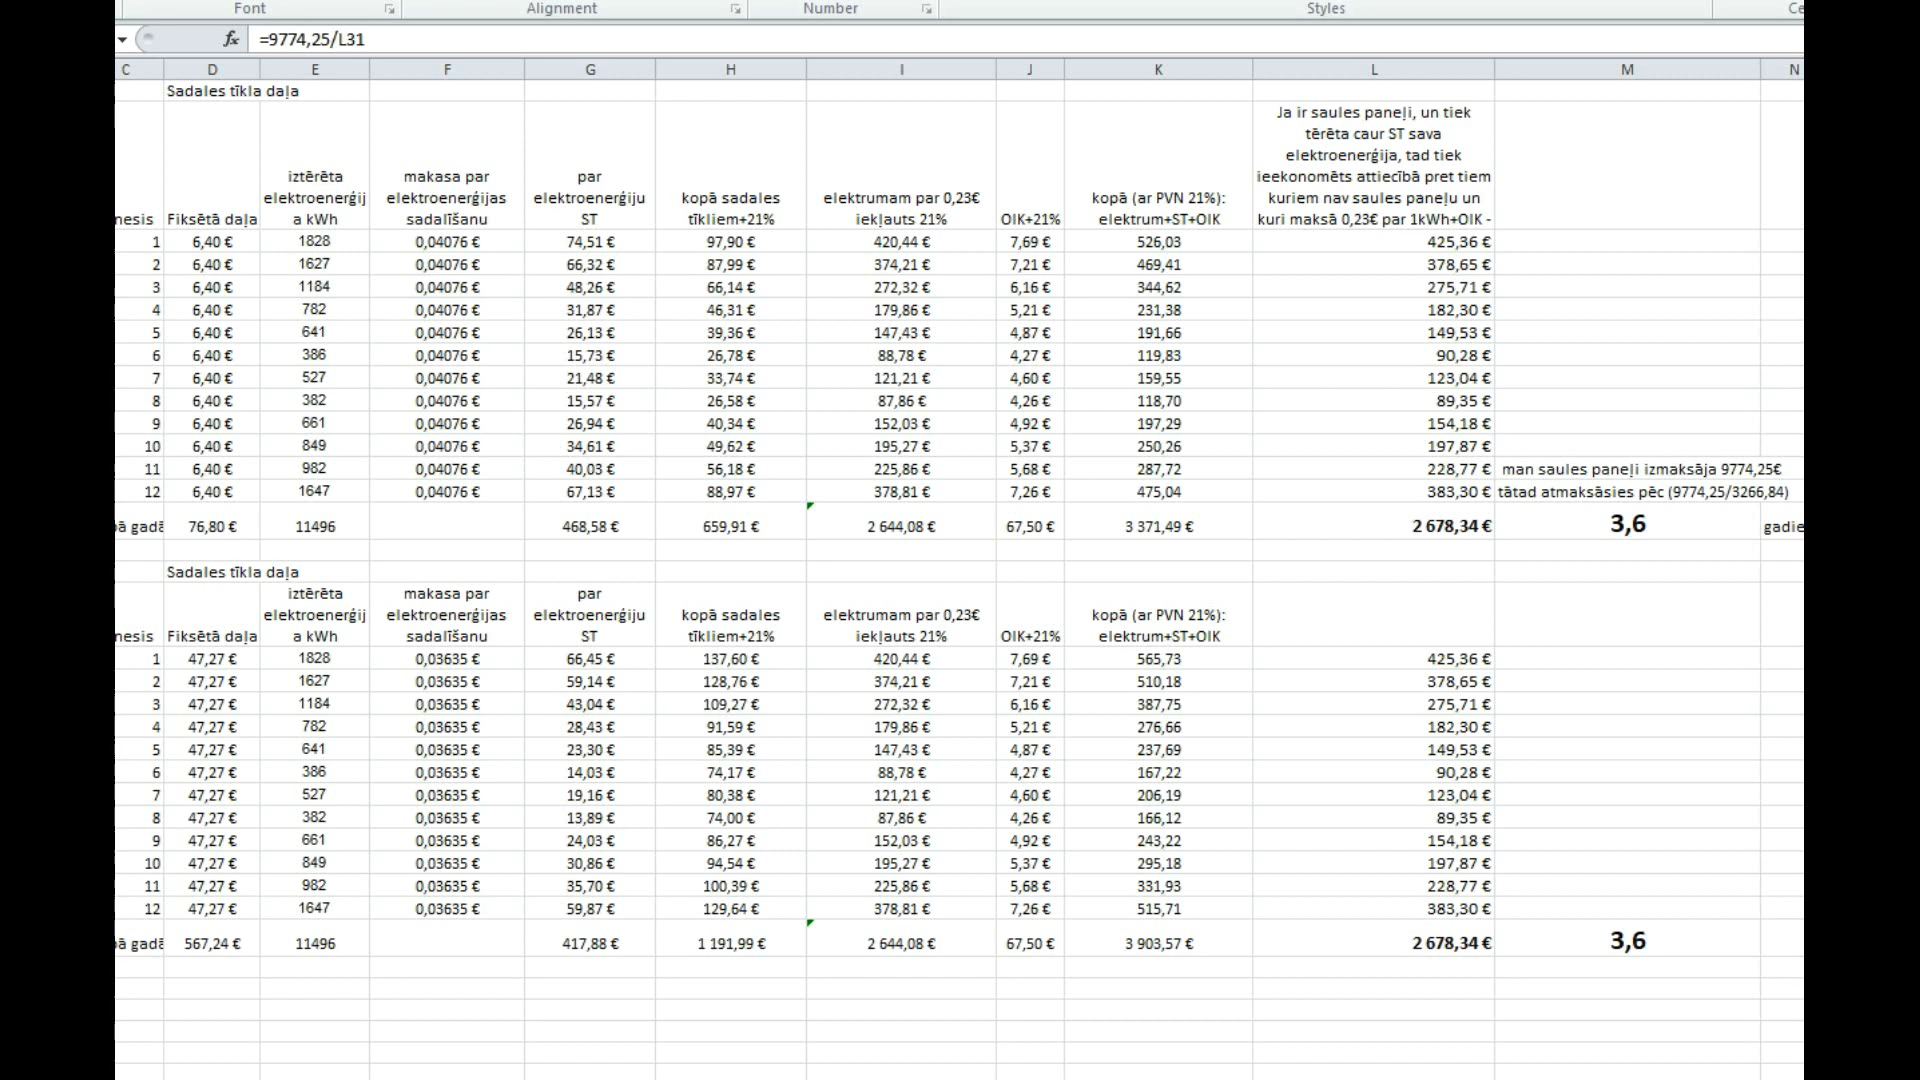 Font Alignment Number Styles Ce
fx =9774,25/L31
C D E F G H I J K L M N
Sadales tīkla daļa
nesis Fiksētā daļa iztērēta elektroenerģij a kWh makasa par elektroenerģijas sadalīšanu par elektroenerģiju ST kopā sadales tīkliem+21% elektrumam par 0,23€ iekļauts 21% OIK+21% kopā (ar PVN 21%): elektrum+ST+OIK Ja ir saules paneļi, un tiek tērēta caur ST sava elektroenerģija, tad tiek ieekonomēts attiecībā pret tiem kuriem nav saules paneļu un kuri maksā 0,23€ par 1kWh+OIK -
1 6,40 € 1828 0,04076 € 74,51 € 97,90 € 420,44 € 7,69 € 526,03 425,36 €
2 6,40 € 1627 0,04076 € 66,32 € 87,99 € 374,21 € 7,21 € 469,41 378,65 €
3 6,40 € 1184 0,04076 € 48,26 € 66,14 € 272,32 € 6,16 € 344,62 275,71 €
4 6,40 € 782 0,04076 € 31,87 € 46,31 € 179,86 € 5,21 € 231,38 182,30 €
5 6,40 € 641 0,04076 € 26,13 € 39,36 € 147,43 € 4,87 € 191,66 149,53 €
6 6,40 € 386 0,04076 € 15,73 € 26,78 € 88,78 € 4,27 € 119,83 90,28 €
7 6,40 € 527 0,04076 € 21,48 € 33,74 € 121,21 € 4,60 € 159,55 123,04 €
8 6,40 € 382 0,04076 € 15,57 € 26,58 € 87,86 € 4,26 € 118,70 89,35 €
9 6,40 € 661 0,04076 € 26,94 € 40,34 € 152,03 € 4,92 € 197,29 154,18 €
10 6,40 € 849 0,04076 € 34,61 € 49,62 € 195,27 € 5,37 € 250,26 197,87 €
11 6,40 € 982 0,04076 € 40,03 € 56,18 € 225,86 € 5,68 € 287,72 228,77 € man saules paneļi izmaksāja 9774,25€
12 6,40 € 1647 0,04076 € 67,13 € 88,97 € 378,81 € 7,26 € 475,04 383,30 € tātad atmaksāsies pēc (9774,25/3266,84)
ā gadā 76,80 € 11496 468,58 € 659,91 € 2 644,08 € 67,50 € 3 371,49 € 2 678,34 € 3,6 gadie
Sadales tīkla daļa
nesis Fiksētā daļa iztērēta elektroenerģij a kWh makasa par elektroenerģijas sadalīšanu par elektroenerģiju ST kopā sadales tīkliem+21% elektrumam par 0,23€ iekļauts 21% OIK+21% kopā (ar PVN 21%): elektrum+ST+OIK
1 47,27 € 1828 0,03635 € 66,45 € 137,60 € 420,44 € 7,69 € 565,73 425,36 €
2 47,27 € 1627 0,03635 € 59,14 € 128,76 € 374,21 € 7,21 € 510,18 378,65 €
3 47,27 € 1184 0,03635 € 43,04 € 109,27 € 272,32 € 6,16 € 387,75 275,71 €
4 47,27 € 782 0,03635 € 28,43 € 91,59 € 179,86 € 5,21 € 276,66 182,30 €
5 47,27 € 641 0,03635 € 23,30 € 85,39 € 147,43 € 4,87 € 237,69 149,53 €
6 47,27 € 386 0,03635 € 14,03 € 74,17 € 88,78 € 4,27 € 167,22 90,28 €
7 47,27 € 527 0,03635 € 19,16 € 80,38 € 121,21 € 4,60 € 206,19 123,04 €
8 47,27 € 382 0,03635 € 13,89 € 74,00 € 87,86 € 4,26 € 166,12 89,35 €
9 47,27 € 661 0,03635 € 24,03 € 86,27 € 152,03 € 4,92 € 243,22 154,18 €
10 47,27 € 849 0,03635 € 30,86 € 94,54 € 195,27 € 5,37 € 295,18 197,87 €
11 47,27 € 982 0,03635 € 35,70 € 100,39 € 225,86 € 5,68 € 331,93 228,77 €
12 47,27 € 1647 0,03635 € 59,87 € 129,64 € 378,81 € 7,26 € 515,71 383,30 €
ā gadā 567,24 € 11496 417,88 € 1 191,99 € 2 644,08 € 67,50 € 3 903,57 € 2 678,34 € 3,6